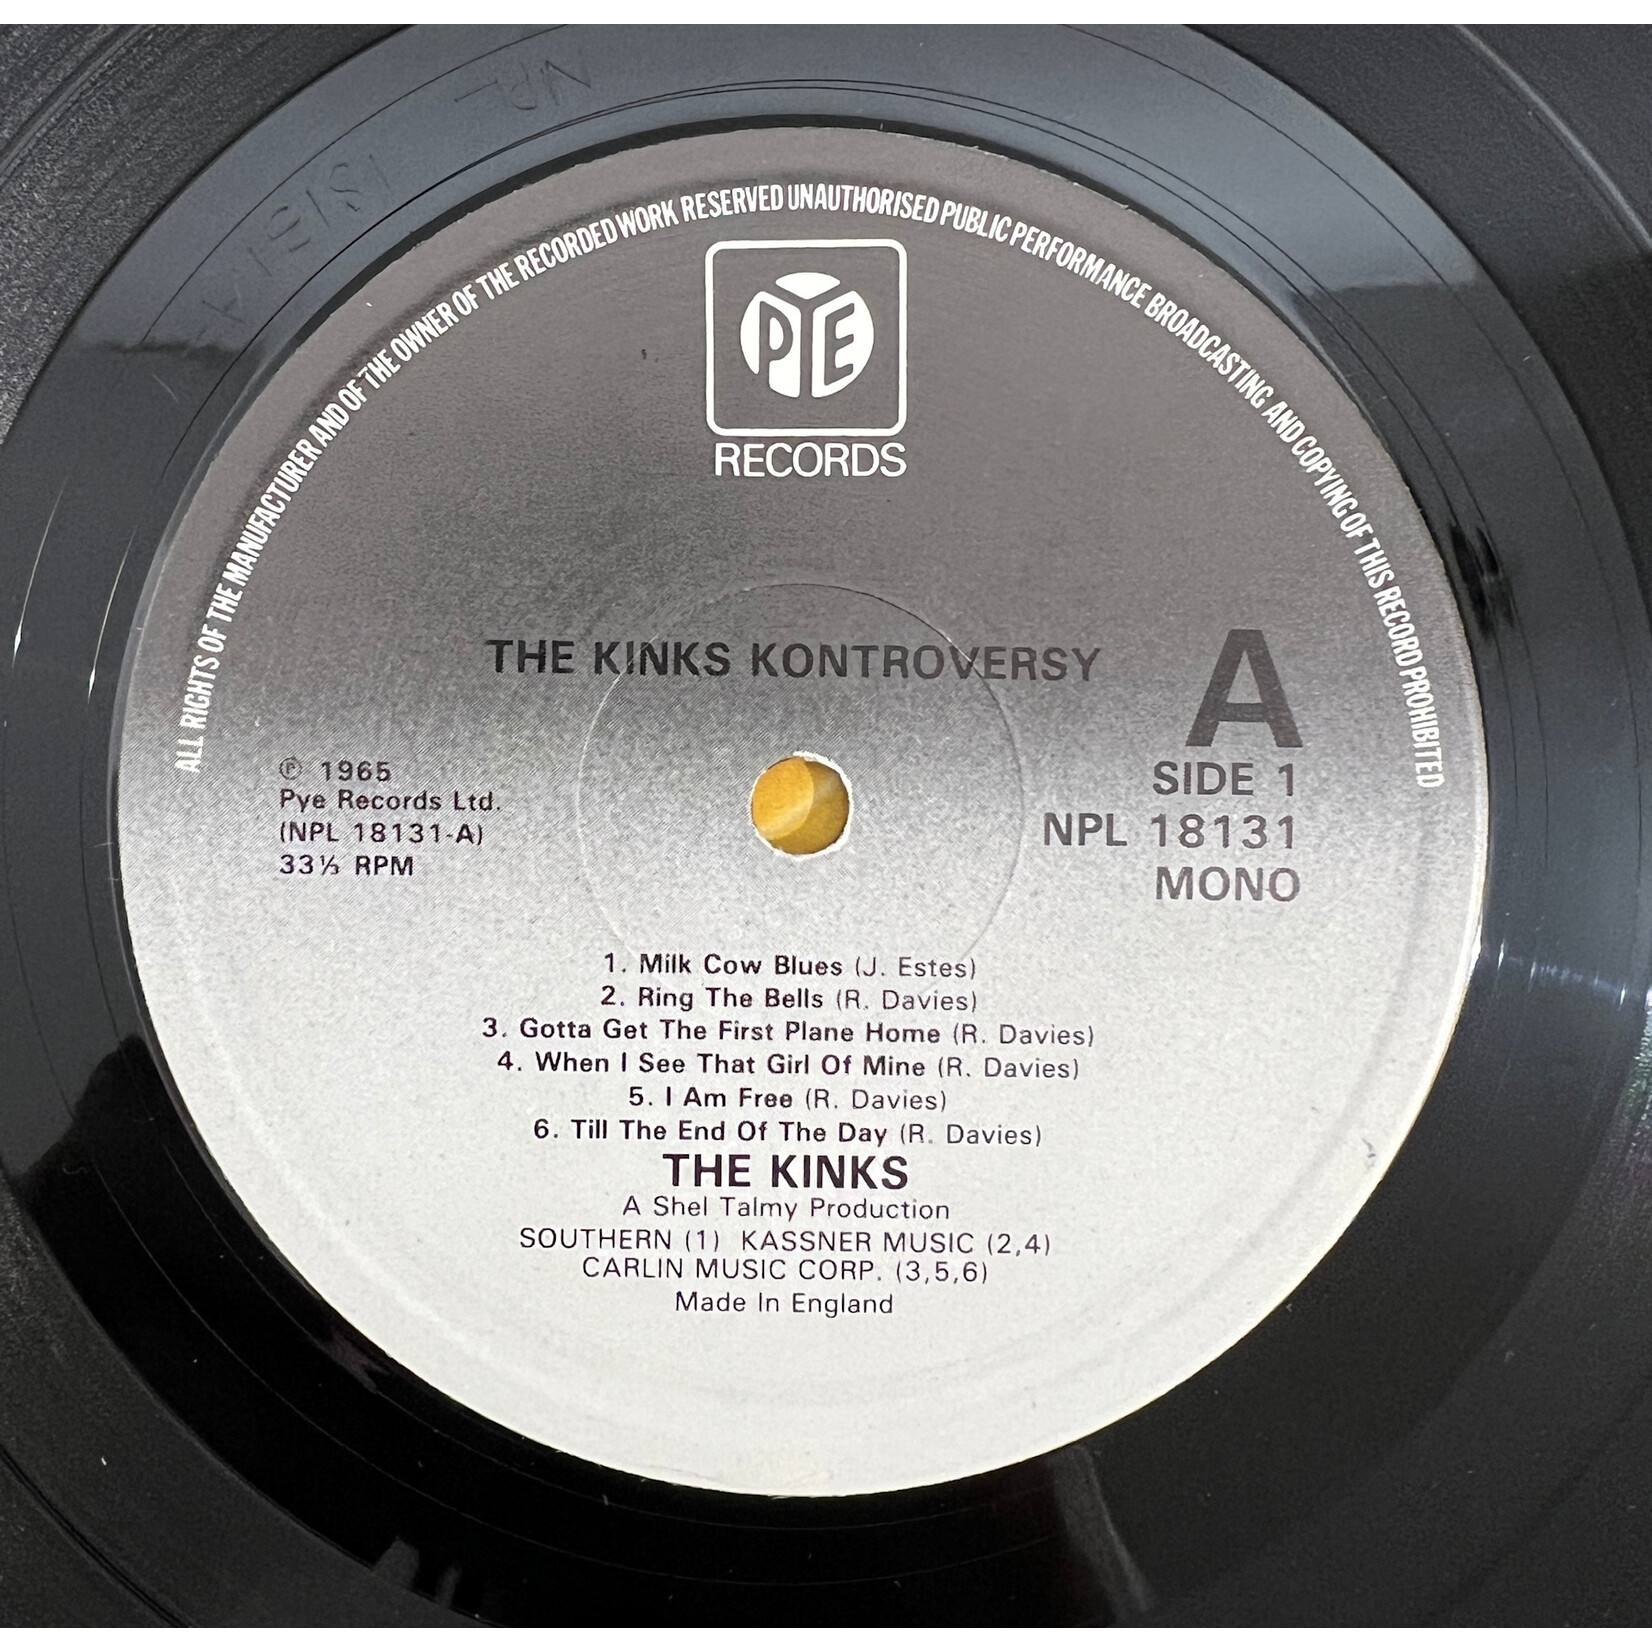 NPL
18131 A
ALL RIGHTS OF THE MANUFACTURER AND OF THE OWNER OF THE RECORDED WORK RESERVED UNAUTHORISED PUBLIC PERFORMANCE BROADCASTING AND COPYING OF THIS RECORD PROHIBITED
PYE
RECORDS
THE KINKS KONTROVERSY
A
SIDE 1
NPL 18131
MONO
℗ 1965
Pye Records Ltd.
(NPL 18131-A)
33⅓ RPM
1. Milk Cow Blues (J. Estes)
2. Ring The Bells (R. Davies)
3. Gotta Get The First Plane Home (R. Davies)
4. When I See That Girl Of Mine (R. Davies)
5. I Am Free (R. Davies)
6. Till The End Of The Day (R. Davies)
THE KINKS
A Shel Talmy Production
SOUTHERN (1) KASSNER MUSIC (2,4)
CARLIN MUSIC CORP. (3,5,6)
Made In England